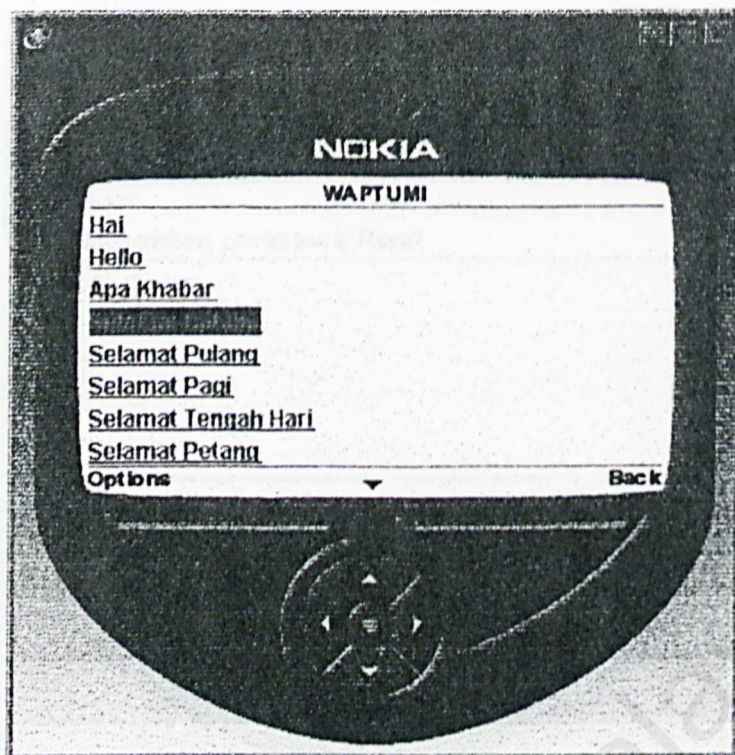 NOKIA
WAPTUMI
Hai
Hello
Apa Khabar
Selamat Pulang
Selamat Pagi
Selamat Tengah Hari
Selamat Petang
Options Back